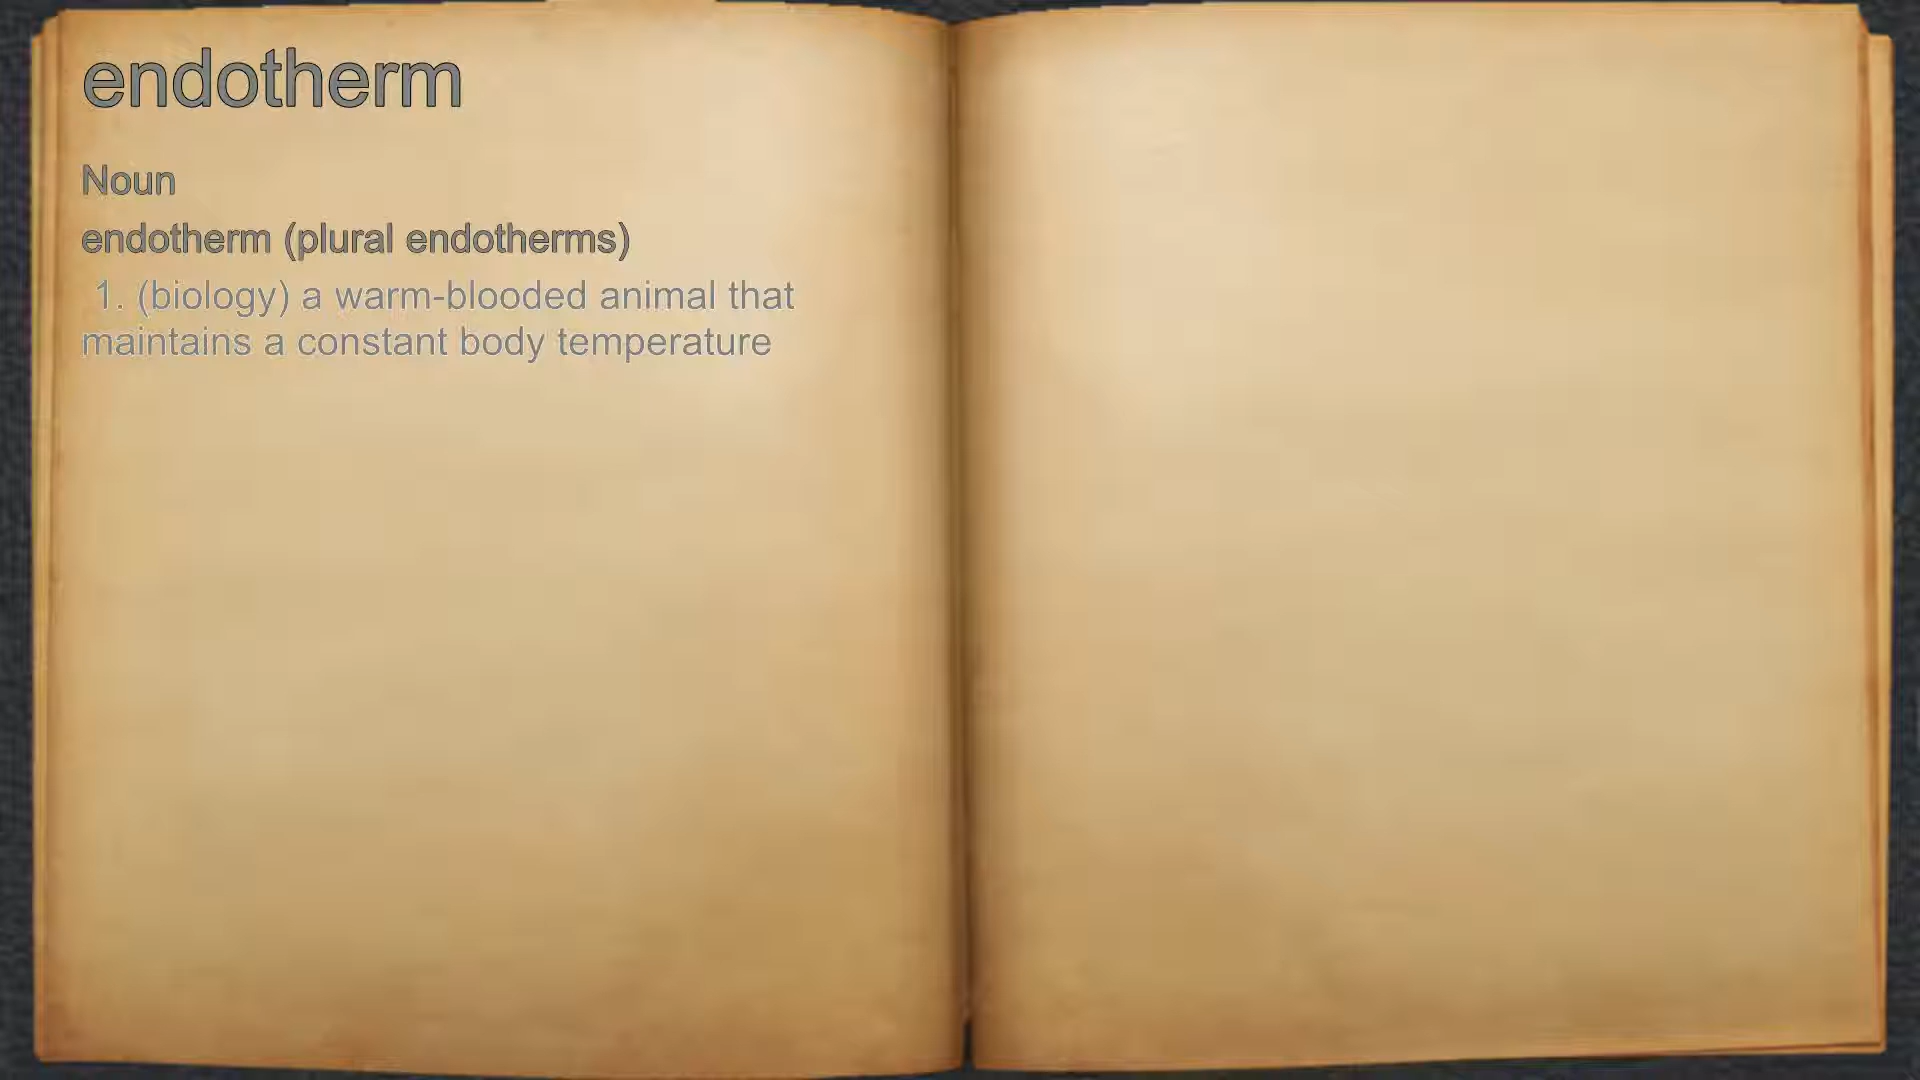 endotherm
Noun
endotherm (plural endotherms)
1. (biology) a warm-blooded animal that
maintains a constant body temperature